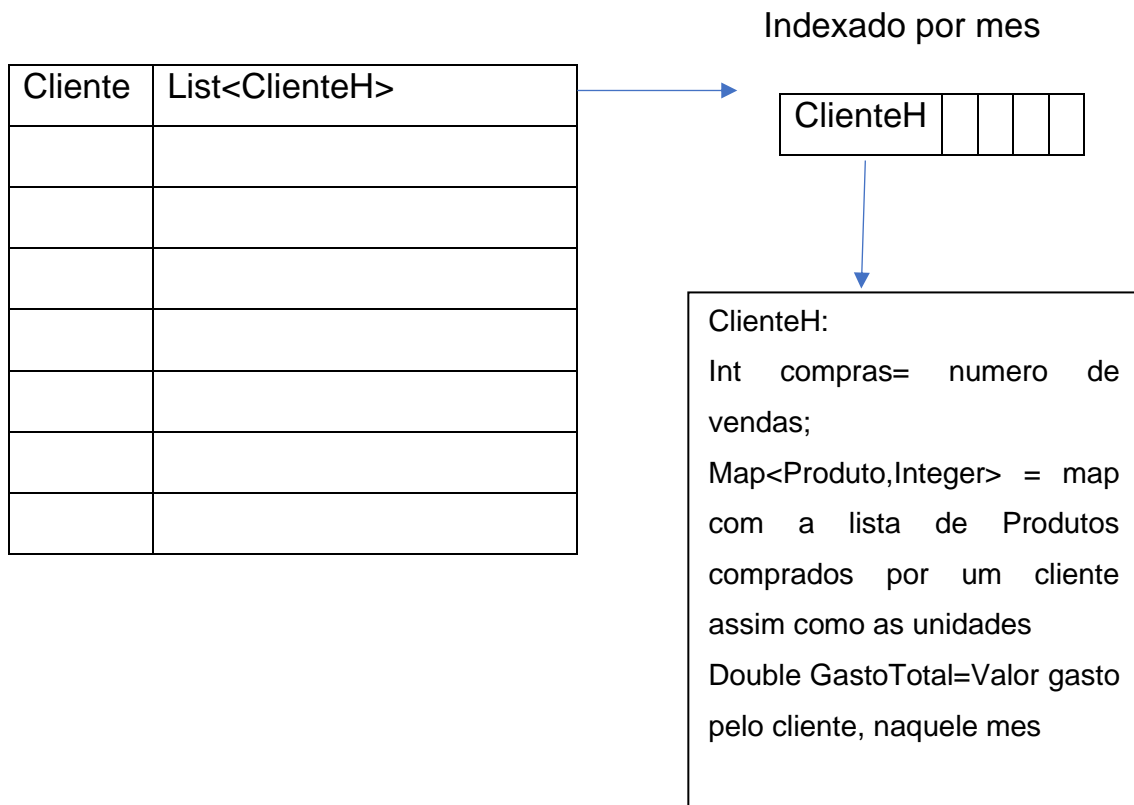 Indexado por mes
Cliente List<ClienteH>
ClienteH
ClienteH:
Int compras= numero de
vendas;
Map<Produto,Integer> = map
com a lista de Produtos
comprados por um cliente
assim como as unidades
Double GastoTotal=Valor gasto
pelo cliente, naquele mes